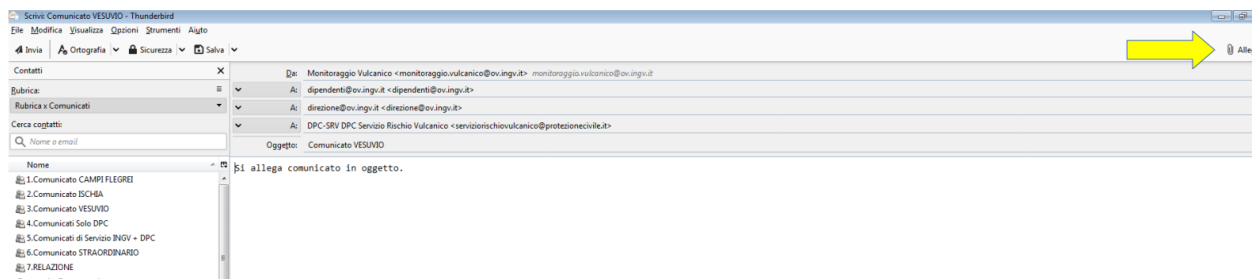 Scrivi: Comunicato VESUVIO - Thunderbird
File Modifica Visualizza Opzioni Strumenti Aiuto
Invia Ortografia Sicurezza Salva Alle
Contatti
Rubrica:
Rubrica x Comunicati
Cerca contatti:
Nome o email
Nome
1.Comunicato CAMPI FLEGREI
2.Comunicato ISCHIA
3.Comunicato VESUVIO
4.Comunicati Solo DPC
5.Comunicati di Servizio INGV + DPC
6.Comunicato STRAORDINARIO
7.RELAZIONE
Da: Monitoraggio Vulcanico <monitoraggio.vulcanico@ov.ingv.it> monitoraggio.vulcanico@ov.ingv.it
A: dipendenti@ov.ingv.it <dipendenti@ov.ingv.it>
A: direzione@ov.ingv.it <direzione@ov.ingv.it>
A: DPC-SRV DPC Servizio Rischio Vulcanico <serviziorischiovulcanico@protezionecivile.it>
Oggetto: Comunicato VESUVIO
Si allega comunicato in oggetto.